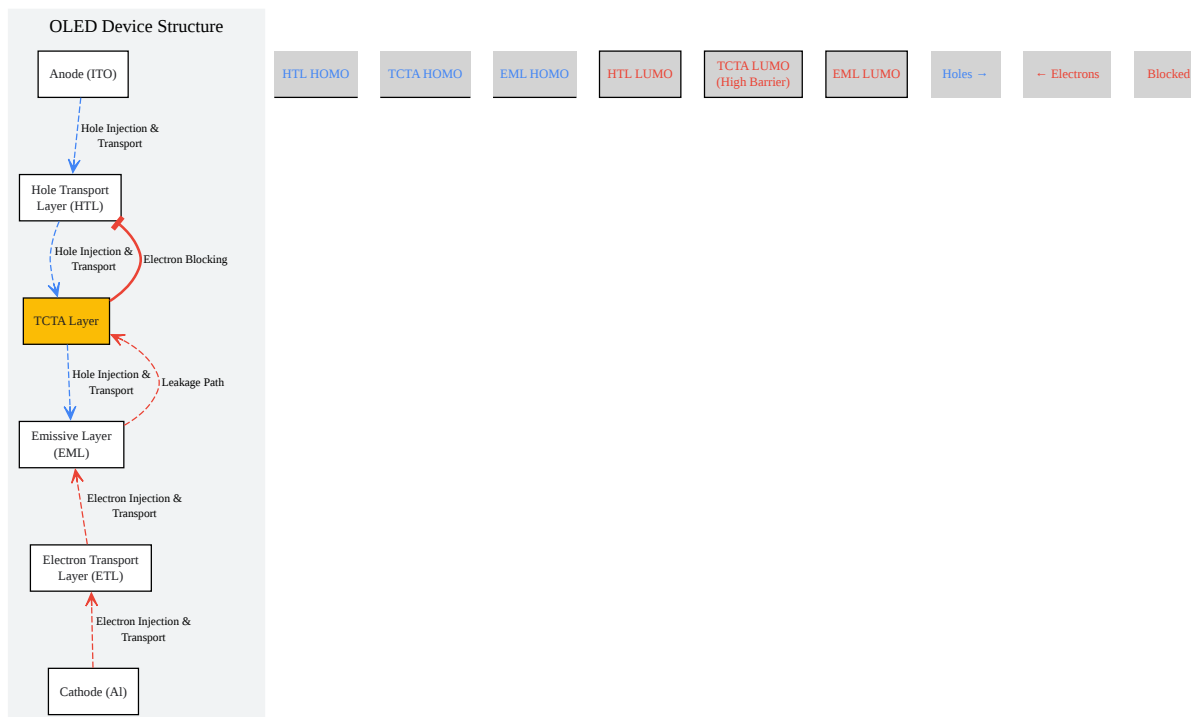 OLED Device Structure
Anode (ITO)
HTL HOMO
TCTA HOMO
EML HOMO
HTL LUMO
TCTA LUMO
(High Barrier)
EML LUMO
Holes →
← Electrons
Blocked
Hole Injection &
Transport
Hole Transport
Layer (HTL)
Hole Injection &
Transport
Electron Blocking
TCTA Layer
Hole Injection &
Transport
Leakage Path
Emissive Layer
(EML)
Electron Injection &
Transport
Electron Transport
Layer (ETL)
Electron Injection &
Transport
Cathode (Al)